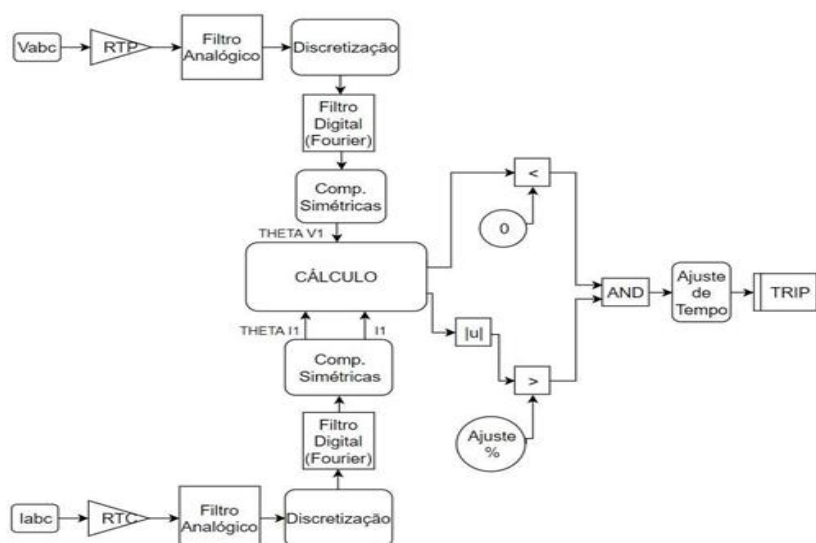 Vabc
RTP
Filtro
Analógico
Discretização
Filtro
Digital
(Fourier)
Comp.
Simétricas
THETA V1
<
0
CÁLCULO
AND
Ajuste
de
Tempo
TRIP
THETA I1
I1
|u|
>
Comp.
Simétricas
Ajuste
%
Filtro
Digital
(Fourier)
Iabc
RTC
Filtro
Analógico
Discretização